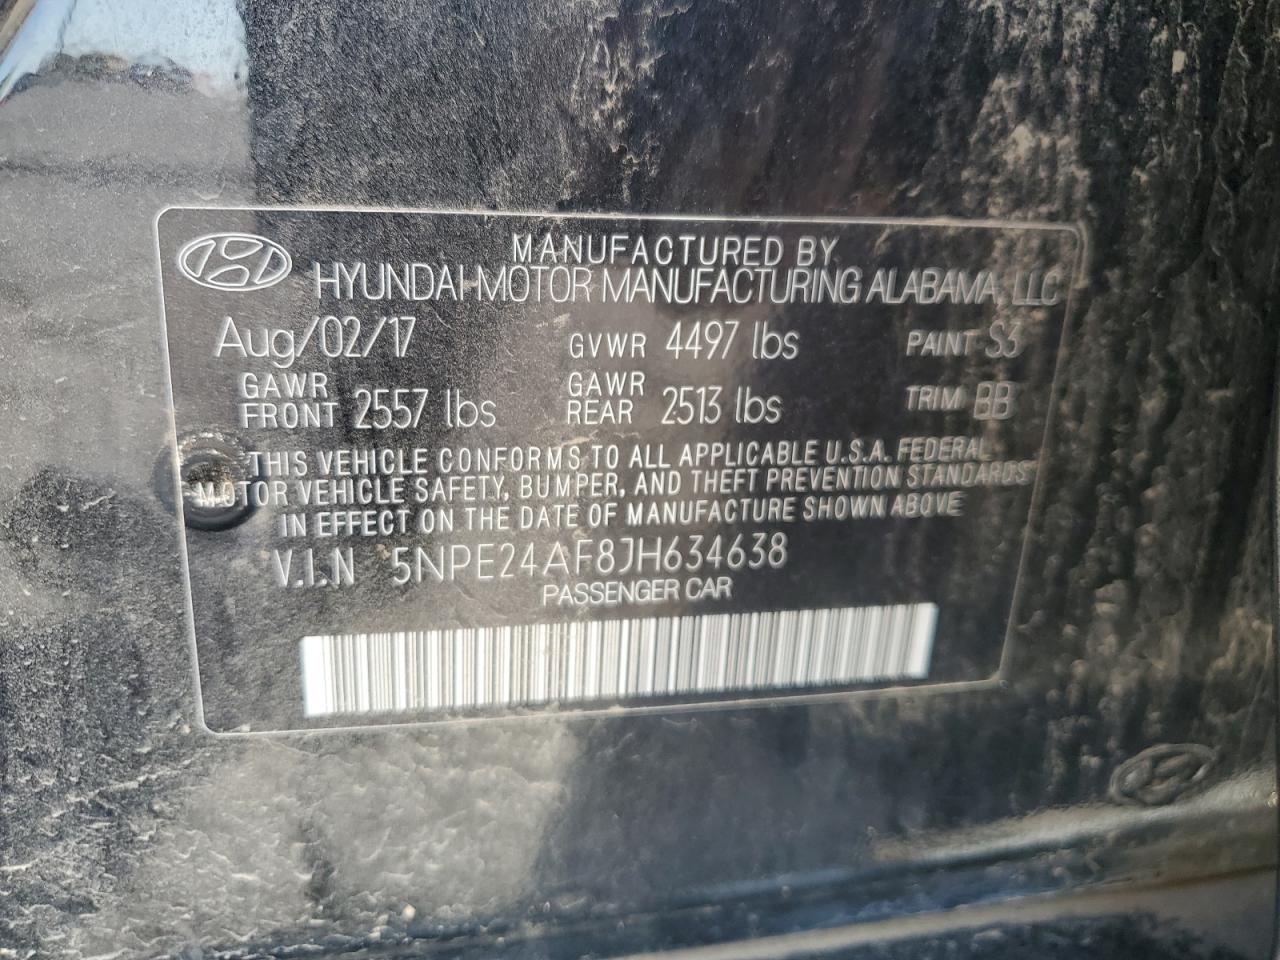 MANUFACTURED BY
HYUNDAI MOTOR MANUFACTURING ALABAMA, LLC
Aug/02/17 GVWR 4497 lbs PAINT S3
GAWR FRONT 2557 lbs GAWR REAR 2513 lbs TRIM BB
THIS VEHICLE CONFORMS TO ALL APPLICABLE U.S.A. FEDERAL
MOTOR VEHICLE SAFETY, BUMPER, AND THEFT PREVENTION STANDARDS
IN EFFECT ON THE DATE OF MANUFACTURE SHOWN ABOVE
V.I.N 5NPE24AF8JH634638
PASSENGER CAR